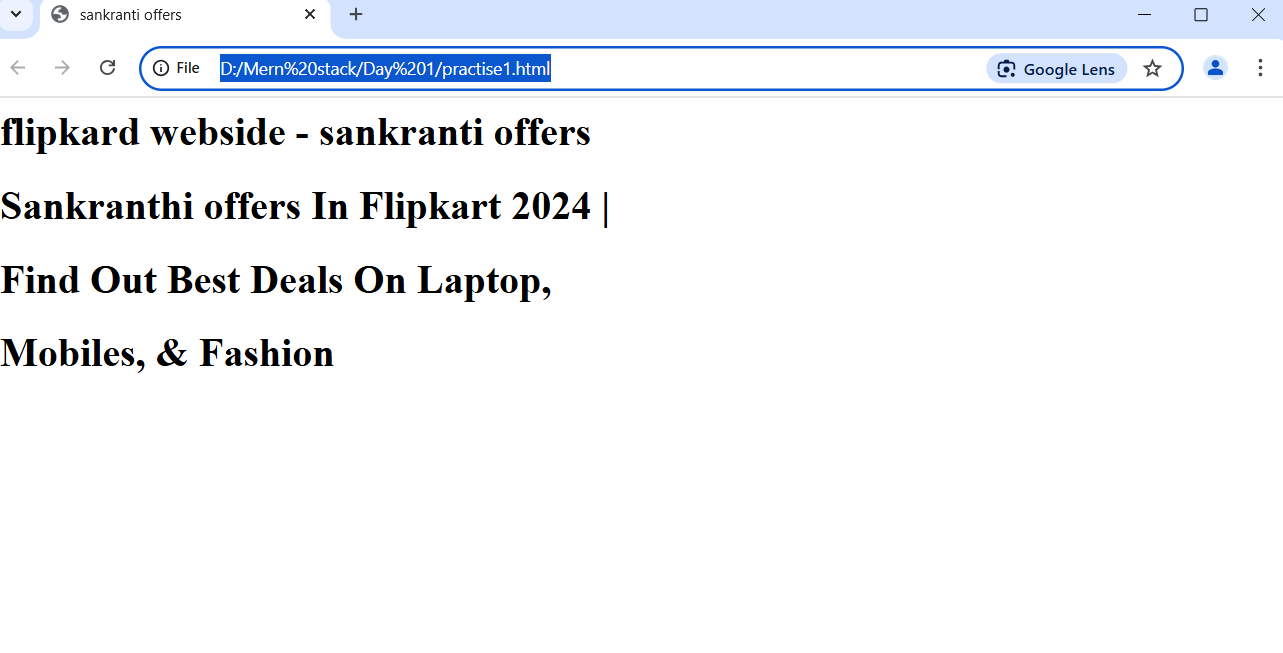 sankranti offers
File D:/Mern%20stack/Day%201/practise1.html Google Lens
flipkard webside - sankranti offers
Sankranthi offers In Flipkart 2024 |
Find Out Best Deals On Laptop,
Mobiles, & Fashion